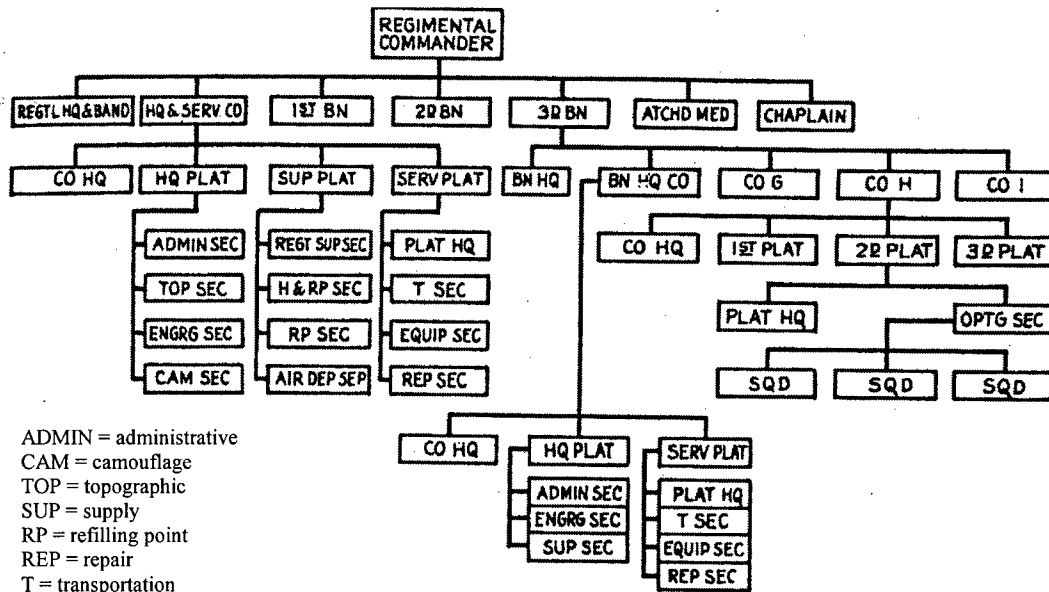 REGIMENTAL
COMMANDER
REGTL HQ & BAND
HQ & SERV CO
1ST BN
2D BN
3D BN
ATCHD MED
CHAPLAIN
CO HQ
HQ PLAT
SUP PLAT
SERV PLAT
BN HQ
BN HQ CO
CO G
CO H
CO I
ADMIN SEC
TOP SEC
ENGRG SEC
CAM SEC
REGT SUP SEC
H & RP SEC
RP SEC
AIR DEP SEP
PLAT HQ
T SEC
EQUIP SEC
REP SEC
CO HQ
1ST PLAT
2D PLAT
3D PLAT
PLAT HQ
OPTG SEC
SQD
SQD
SQD
CO HQ
HQ PLAT
SERV PLAT
ADMIN SEC
ENGRG SEC
SUP SEC
PLAT HQ
T SEC
EQUIP SEC
REP SEC
ADMIN = administrative
CAM = camouflage
TOP = topographic
SUP = supply
RP = refilling point
REP = repair
T = transportation